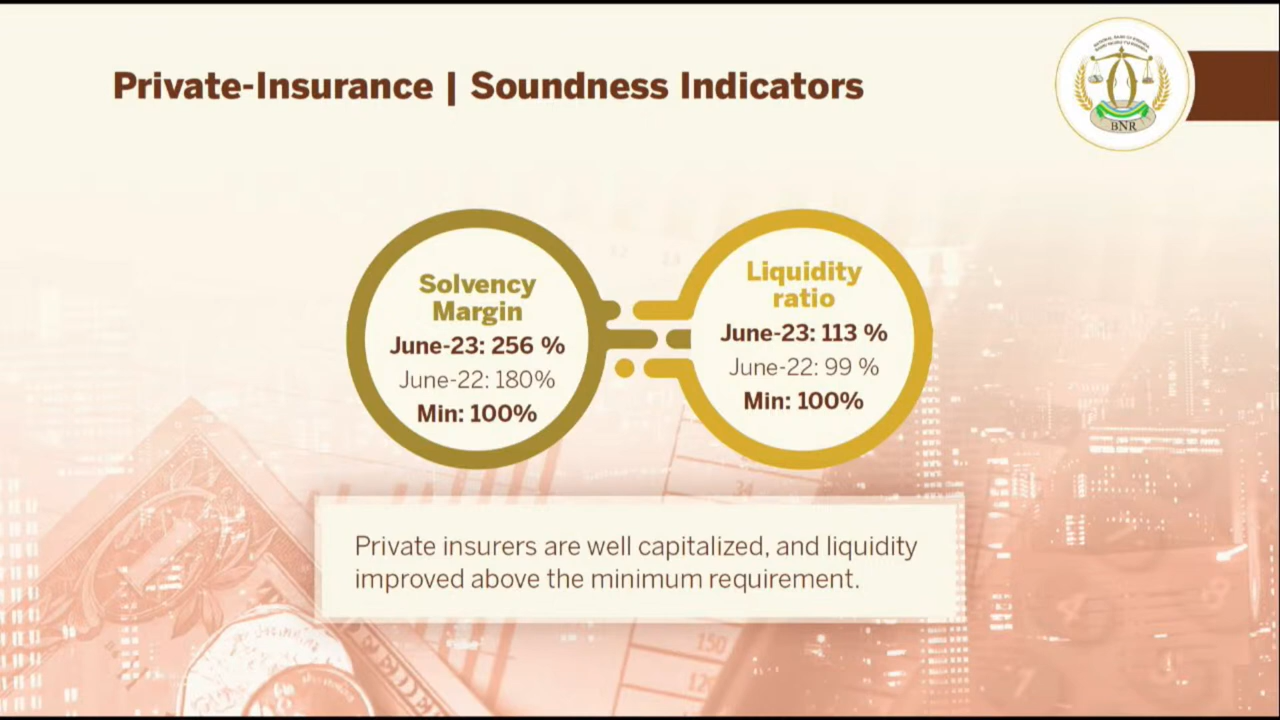 Private-Insurance | Soundness Indicators
BNR
Solvency
Margin
June-23: 256 %
June-22: 180%
Min: 100%
Liquidity
ratio
June-23: 113 %
June-22: 99 %
Min: 100%
Private insurers are well capitalized, and liquidity
improved above the minimum requirement.
150